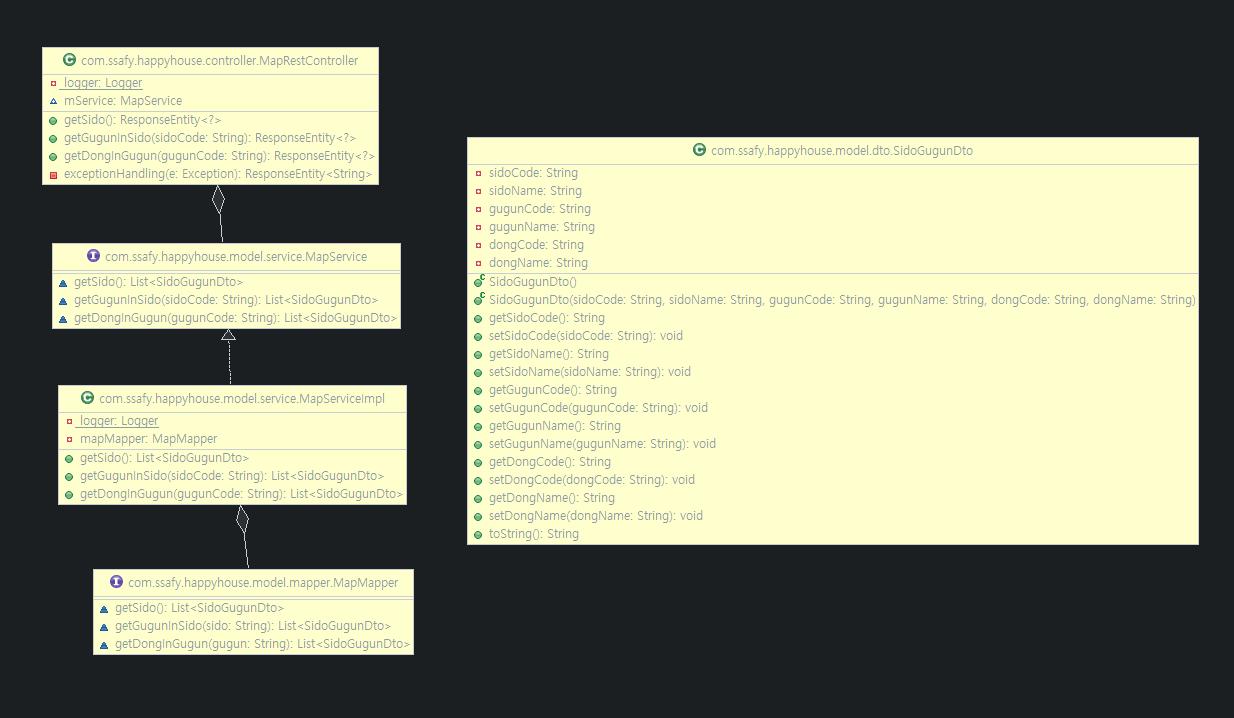 com.ssafy.happyhouse.controller.MapRestController
logger: Logger
mService: MapService
getSido(): ResponseEntity<?>
getGugunInSido(sidoCode: String): ResponseEntity<?>
getDongInGugun(gugunCode: String): ResponseEntity<?>
exceptionHandling(e: Exception): ResponseEntity<String>
com.ssafy.happyhouse.model.service.MapService
getSido(): List<SidoGugunDto>
getGugunInSido(sidoCode: String): List<SidoGugunDto>
getDongInGugun(gugunCode: String): List<SidoGugunDto>
com.ssafy.happyhouse.model.service.MapServiceImpl
logger: Logger
mapMapper: MapMapper
getSido(): List<SidoGugunDto>
getGugunInSido(sidoCode: String): List<SidoGugunDto>
getDongInGugun(gugunCode: String): List<SidoGugunDto>
com.ssafy.happyhouse.model.mapper.MapMapper
getSido(): List<SidoGugunDto>
getGugunInSido(sido: String): List<SidoGugunDto>
getDongInGugun(gugun: String): List<SidoGugunDto>
com.ssafy.happyhouse.model.dto.SidoGugunDto
sidoCode: String
sidoName: String
gugunCode: String
gugunName: String
dongCode: String
dongName: String
SidoGugunDto()
SidoGugunDto(sidoCode: String, sidoName: String, gugunCode: String, gugunName: String, dongCode: String, dongName: String)
getSidoCode(): String
setSidoCode(sidoCode: String): void
getSidoName(): String
setSidoName(sidoName: String): void
getGugunCode(): String
setGugunCode(gugunCode: String): void
getGugunName(): String
setGugunName(gugunName: String): void
getDongCode(): String
setDongCode(dongCode: String): void
getDongName(): String
setDongName(dongName: String): void
toString(): String